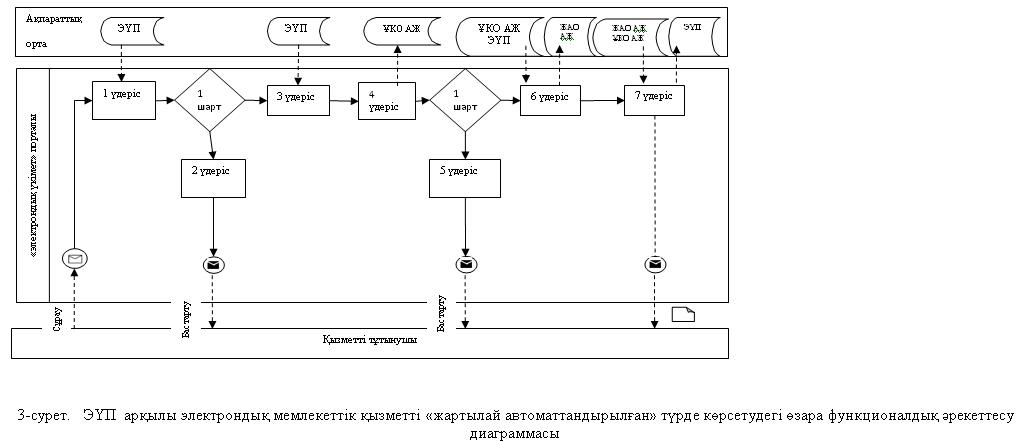 Ақпараттық
орта
ЭҮП
ЭҮП
ҰКО АЖ
ҰКО АЖ
ЭҮП
ЖАО
АЖ
ЖАО АЖ
ҰКО АЖ
ЭҮП
«электрондық үкімет» порталы
1 үдеріс
1
шарт
3 үдеріс
4
үдеріс
1
шарт
6 үдеріс
7 үдеріс
2 үдеріс
5 үдеріс
Сұрау
Бас тарту
Бас тарту
Қызметті тұтынушы
3-сурет. ЭҮП арқылы электрондық мемлекеттік қызметті «жартылай автоматтандырылған» түрде көрсетудегі өзара функционалдық әрекеттесу
диаграммасы